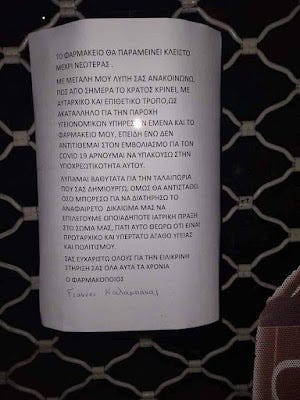 ΤΟ ΦΑΡΜΑΚΕΙΟ ΘΑ ΠΑΡΑΜΕΙΝΕΙ ΚΛΕΙΣΤΟ
ΜΕΧΡΙ ΝΕΩΤΕΡΑΣ .
ΜΕ ΜΕΓΑΛΗ ΜΟΥ ΛΥΠΗ ΣΑΣ ΑΝΑΚΟΙΝΩΝΩ,
ΠΩΣ ΑΠΟ ΣΗΜΕΡΑ ΤΟ ΚΡΑΤΟΣ ΚΡΙΝΕΙ, ΜΕ
ΑΥΤΑΡΧΙΚΟ ΚΑΙ ΕΠΙΘΕΤΙΚΟ ΤΡΟΠΟ,ΩΣ
ΑΚΑΤΑΛΛΗΛΟ ΓΙΑ ΤΗΝ ΠΑΡΟΧΗ
ΥΓΕΙΟΝΟΜΙΚΩΝ ΥΠΗΡΕΣΙΩΝ ΕΜΕΝΑ ΚΑΙ ΤΟ
ΦΑΡΜΑΚΕΙΟ ΜΟΥ, ΕΠΕΙΔΗ ΕΝΩ ΔΕΝ
ΑΝΤΙΤΙΘΕΜΑΙ ΣΤΟΝ ΕΜΒΟΛΙΑΣΜΟ ΓΙΑ ΤΟΝ
COVID 19 ΑΡΝΟΥΜΑΙ ΝΑ ΥΠΑΚΟΥΣΩ ΣΤΗΝ
ΥΠΟΧΡΕΩΤΙΚΟΤΗΤΑ ΑΥΤΟΥ.
ΛΥΠΑΜΑΙ ΒΑΘΥΤΑΤΑ ΓΙΑ ΤΗΝ ΤΑΛΑΙΠΩΡΙΑ
ΠΟΥ ΣΑΣ ΔΗΜΙΟΥΡΓΩ, ΟΜΩΣ ΘΑ ΑΝΤΙΣΤΑΘΩ
ΟΣΟ ΜΠΟΡΕΣΩ ΓΙΑ ΝΑ ΔΙΑΤΗΡΗΣΩ ΤΟ
ΑΝΑΦΑΙΡΕΤΟ ΔΙΚΑΙΩΜΑ ΜΑΣ ΝΑ
ΕΠΙΛΕΓΟΥΜΕ ΟΠΟΙΑΔΗΠΟΤΕ ΙΑΤΡΙΚΗ ΠΡΑΞΗ
ΣΤΟ ΣΩΜΑ ΜΑΣ, ΓΙΑΤΙ ΑΥΤΟ ΘΕΩΡΩ ΟΤΙ ΕΙΝΑΙ
ΠΡΩΤΑΡΧΙΚΟ ΚΑΙ ΥΠΕΡΤΑΤΟ ΑΓΑΘΟ ΥΓΕΙΑΣ
ΚΑΙ ΠΟΛΙΤΙΣΜΟΥ.
ΣΑΣ ΕΥΧΑΡΙΣΤΩ ΟΛΟΥΣ ΓΙΑ ΤΗΝ ΕΙΛΙΚΡΙΝΗ
ΣΤΗΡΙΞΗ ΣΑΣ ΟΛΑ ΑΥΤΑ ΤΑ ΧΡΟΝΙΑ
Ο ΦΑΡΜΑΚΟΠΟΙΟΣ